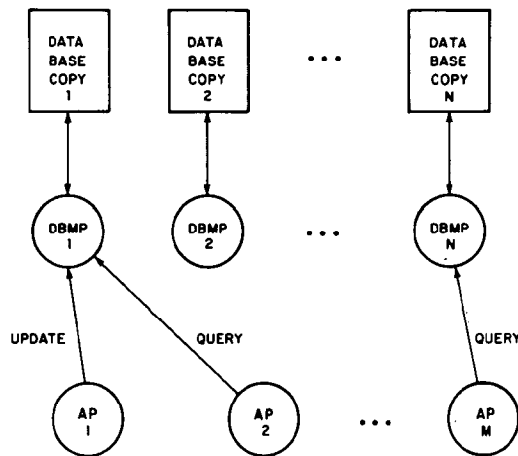 DATA
BASE
COPY
1
DATA
BASE
COPY
2
...
DATA
BASE
COPY
N
DBMP
1
DBMP
2
...
DBMP
N
UPDATE
QUERY
QUERY
AP
1
AP
2
...
AP
M